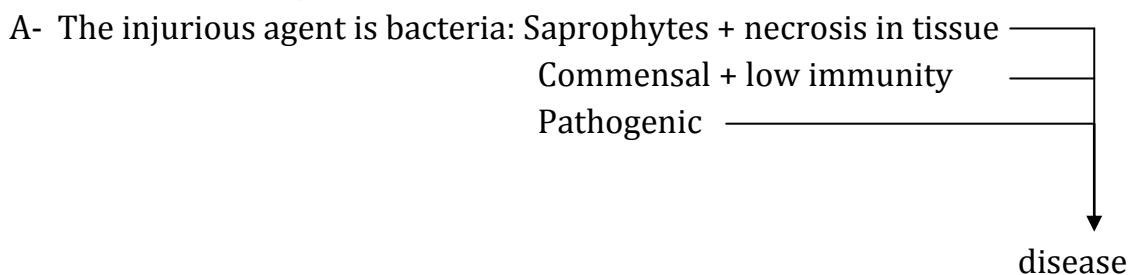 A- The injurious agent is bacteria: Saprophytes + necrosis in tissue
Commensal + low immunity
Pathogenic
disease